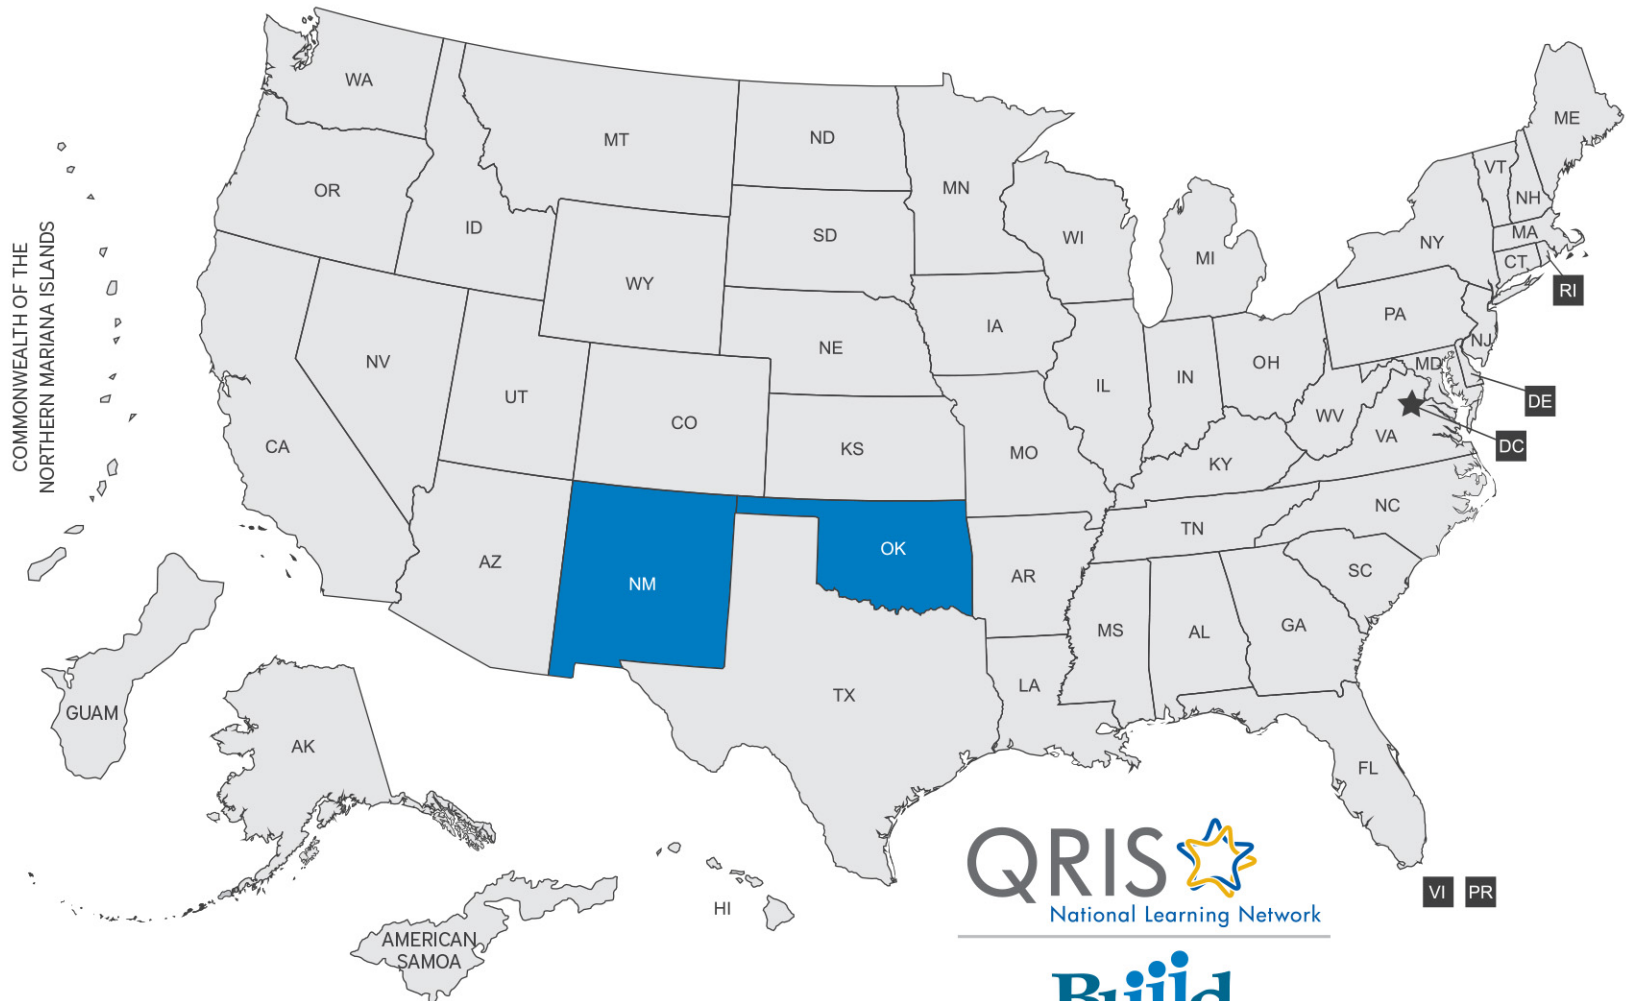 WA
MT
ND
MN
ME
VT
NH
OR
ID
SD
WI
MI
NY
MA
CT
RI
WY
IA
PA
NJ
NE
NV
UT
CO
IL
IN
OH
MD
DE
WV
DC
VA
CA
KS
MO
KY
NC
TN
AZ
NM
OK
AR
SC
MS
AL
GA
LA
TX
FL
COMMONWEALTH OF THE
NORTHERN MARIANA ISLANDS
GUAM
AK
HI
AMERICAN
SAMOA
VI
PR
QRIS
National Learning Network
Build